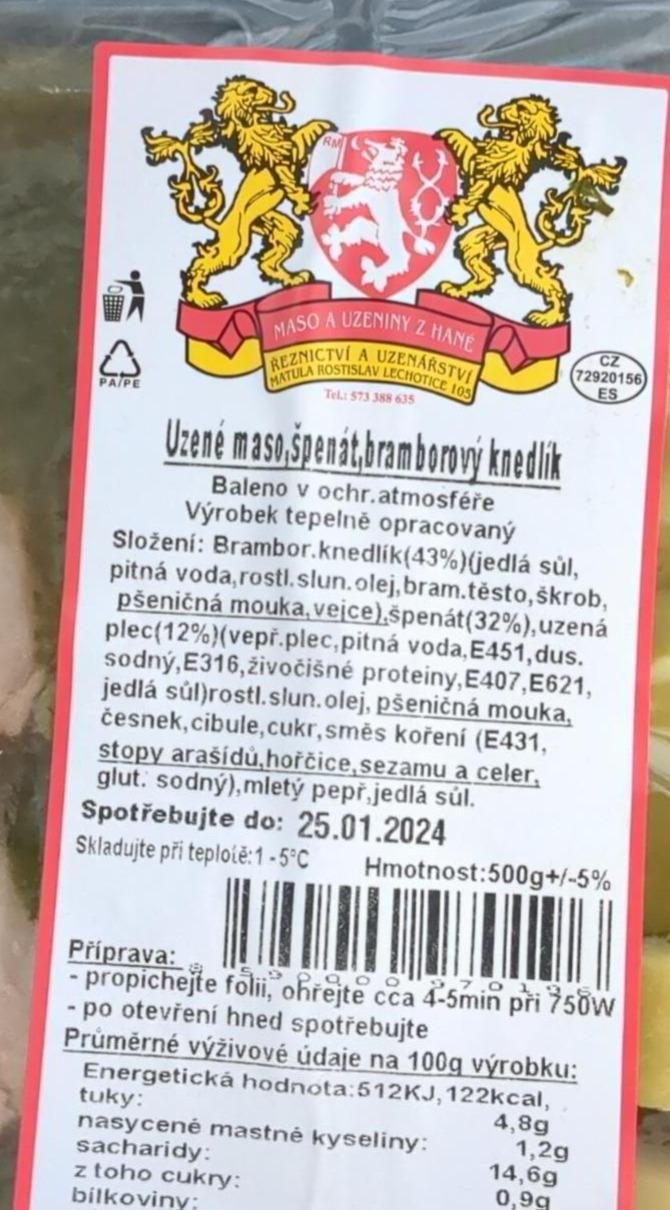 RM
MASO A UZENINY Z HANÉ
ŘEZNICTVÍ A UZENÁŘSTVÍ
MATULA ROSTISLAV LECHOTICE 105
Tel.: 573 388 635
PA/PE
CZ
72920156
ES
Uzené maso,špenát,bramborový knedlík
Baleno v ochr.atmosféře
Výrobek tepelně opracovaný
Složení: Brambor.knedlík(43%)(jedlá sůl,
pitná voda,rostl.slun.olej,bram.těsto,škrob,
pšeničná mouka,vejce),špenát(32%),uzená
plec(12%)(vepř.plec,pitná voda,E451,dus.
sodný,E316,živočišné proteiny,E407,E621,
jedlá sůl)rostl.slun.olej, pšeničná mouka,
česnek,cibule,cukr,směs koření (E431,
stopy arašídů,hořčice,sezamu a celer,
glut. sodný),mletý pepř,jedlá sůl.
Spotřebujte do: 25.01.2024
Skladujte při teplotě:1 -5°C
Hmotnost:500g+/-5%
Příprava:
- propichejte fólii, ohřejte cca 4-5min při 750W
- po otevření hned spotřebujte
Průměrné výživové údaje na 100g výrobku:
Energetická hodnota:512KJ,122kcal,
tuky: 4,8g
nasycené mastné kyseliny: 1,2g
sacharidy: 14,6g
z toho cukry: 0,9g
bílkoviny: